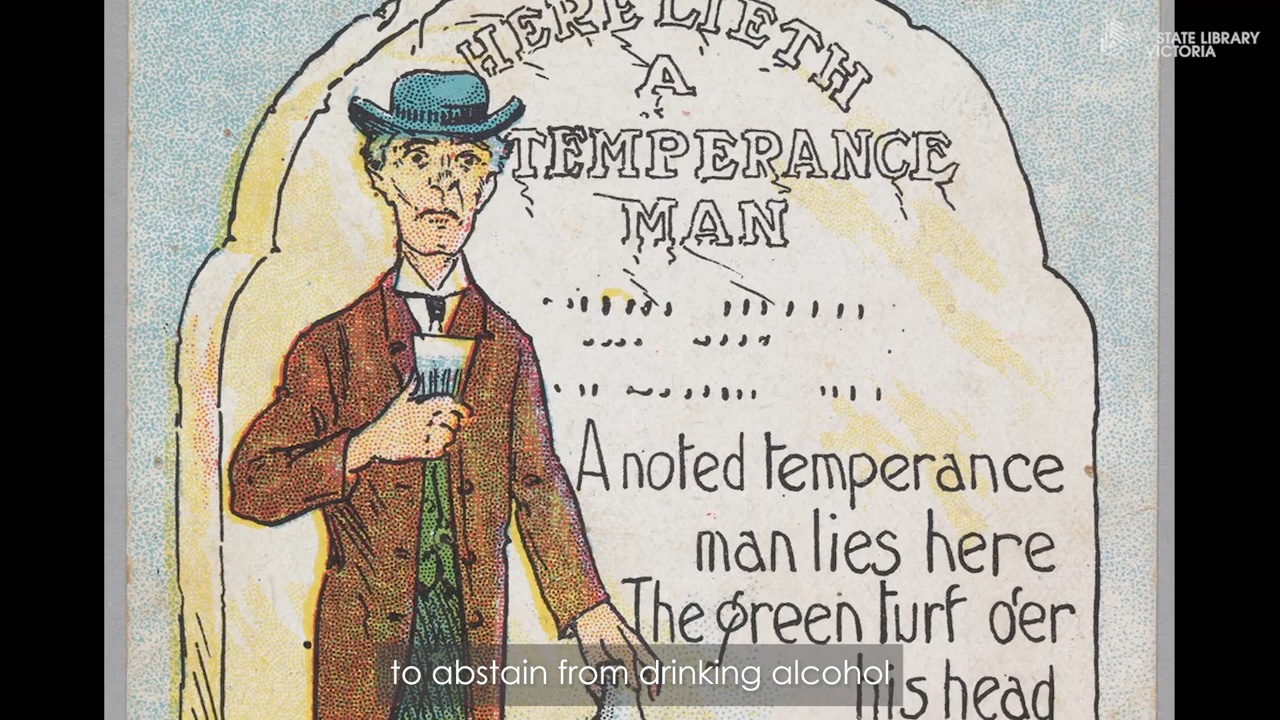 HERE LIETH
STATE LIBRARY
VICTORIA
A
TEMPERANCE
MAN
A noted temperance
man lies here
The green turf o'er
his head
to abstain from drinking alcohol